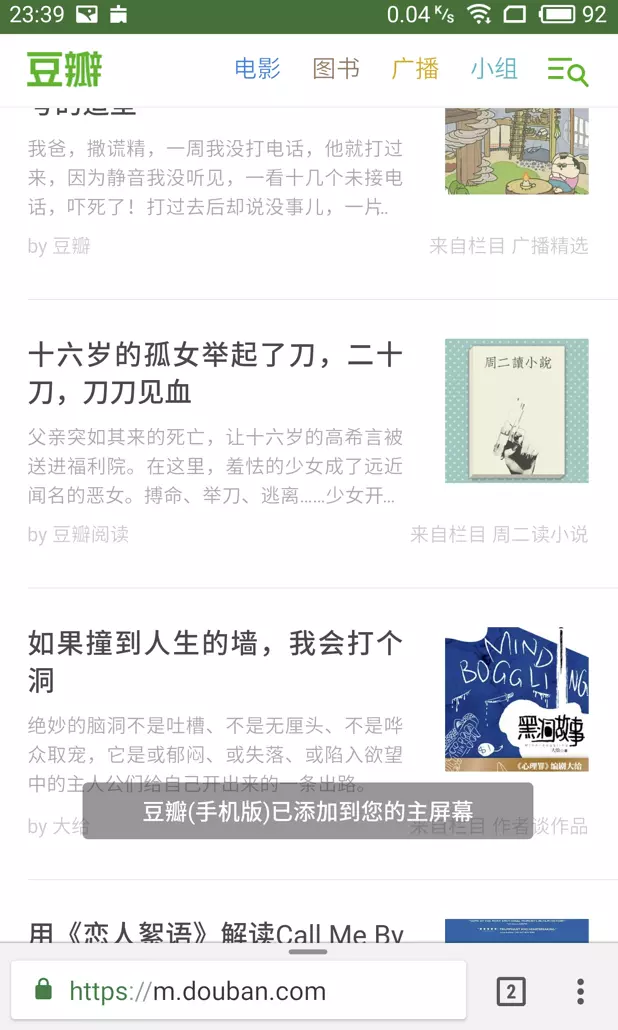 23:39
0.04 K/s
92
豆瓣
电影 图书 广播 小组
我爸，撒谎精，一周我没打电话，他就打过
来，因为静音我没听见，一看十几个未接电
话，吓死了！打过去后却说没事儿，一片..
by 豆瓣
来自栏目 广播精选
十六岁的孤女举起了刀，二十
刀，刀刀见血
周二讀小說
父亲突如其来的死亡，让十六岁的高希言被
送进福利院。在这里，羞怯的少女成了远近
闻名的恶女。搏命、举刀、逃离……少女开...
by 豆瓣阅读
来自栏目 周二读小说
如果撞到人生的墙，我会打个
洞
MIND
BOGGLING
黑洞故事
《心理罪》编剧大给
绝妙的脑洞不是吐槽、不是无厘头、不是哗
众取宠，它是或郁闷、或失落、或陷入欲望
中的主人公们给自己开出来的一条出路。
豆瓣(手机版)已添加到您的主屏幕
by 大给
来自栏目 作者谈作品
用《恋人絮语》解读Call Me By
https://m.douban.com
2